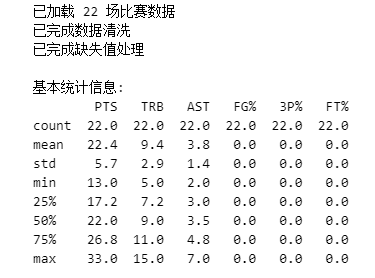 已加载 22 场比赛数据
已完成数据清洗
已完成缺失值处理
基本统计信息:
PTS TRB AST FG% 3P% FT%
count 22.0 22.0 22.0 22.0 22.0 22.0
mean 22.4 9.4 3.8 0.0 0.0 0.0
std 5.7 2.9 1.4 0.0 0.0 0.0
min 13.0 5.0 2.0 0.0 0.0 0.0
25% 17.2 7.2 3.0 0.0 0.0 0.0
50% 22.0 9.0 3.5 0.0 0.0 0.0
75% 26.8 11.0 4.8 0.0 0.0 0.0
max 33.0 15.0 7.0 0.0 0.0 0.0